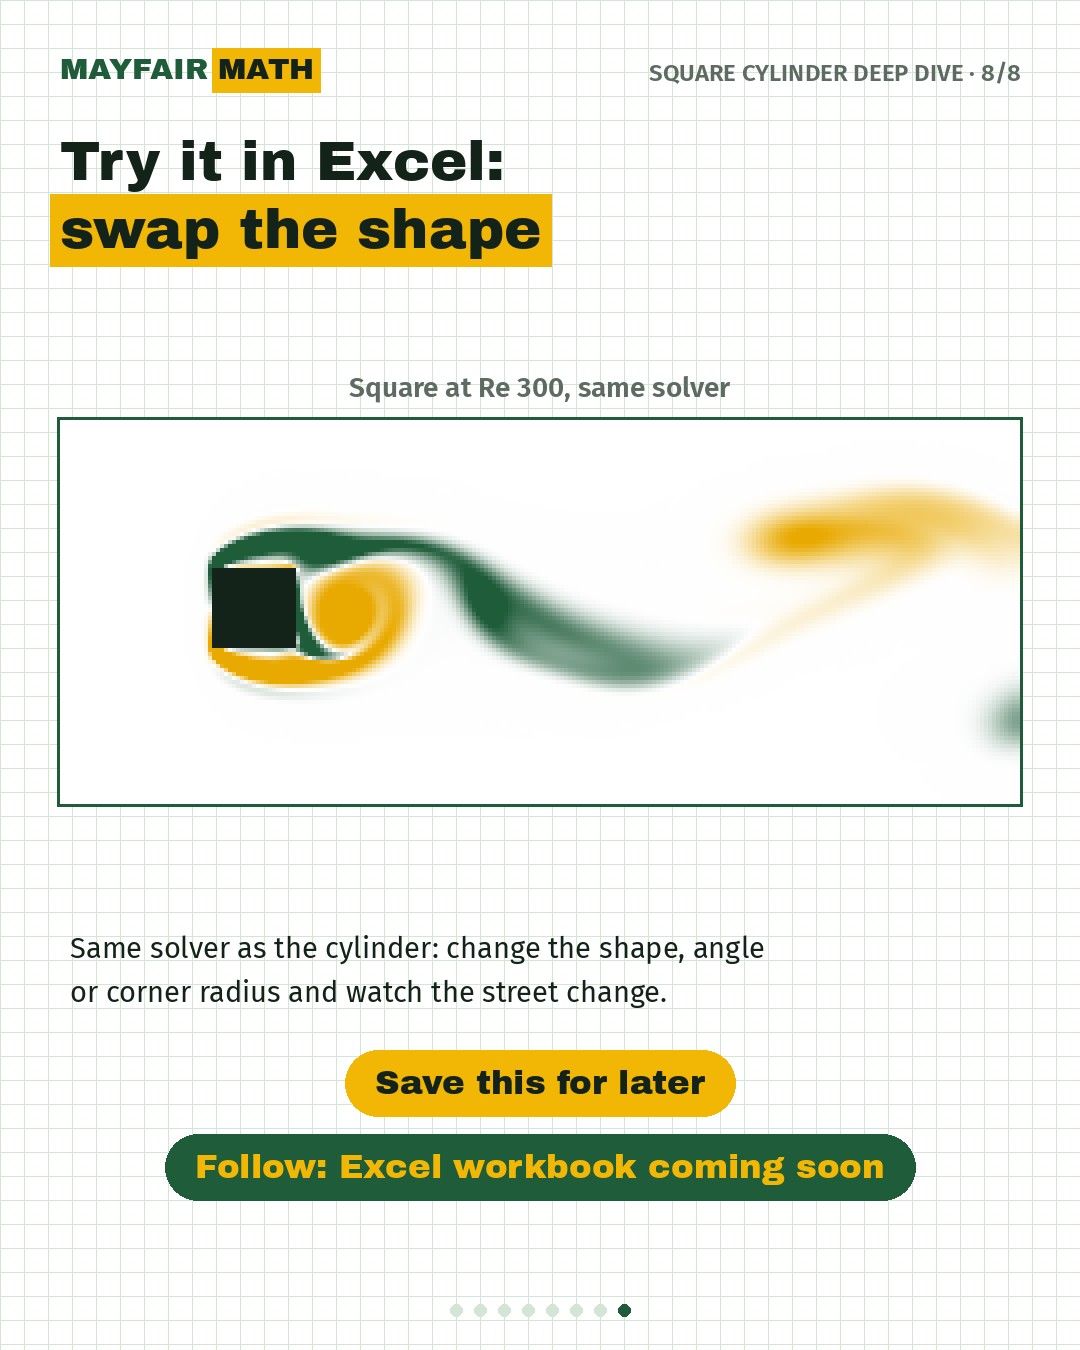 MAYFAIR MATH
SQUARE CYLINDER DEEP DIVE · 8/8
Try it in Excel:
swap the shape
Square at Re 300, same solver
Same solver as the cylinder: change the shape, angle
or corner radius and watch the street change.
Save this for later
Follow: Excel workbook coming soon